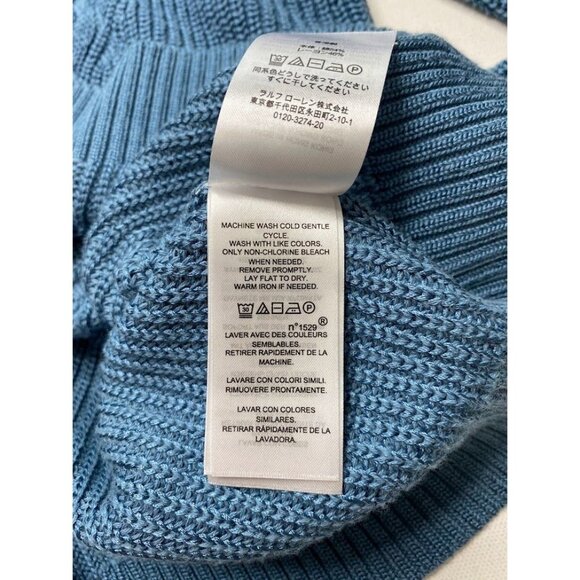 同系色どうしで洗ってください
すぐに干してください
ラルフ ローレン株式会社
東京都千代田区永田町2-10-1
0120-3274-20
MACHINE WASH COLD GENTLE
CYCLE.
WASH WITH LIKE COLORS.
ONLY NON-CHLORINE BLEACH
WHEN NEEDED.
REMOVE PROMPTLY.
LAY FLAT TO DRY.
WARM IRON IF NEEDED.
30 P
n°1529®
LAVER AVEC DES COULEURS
SEMBLABLES.
RETIRER RAPIDEMENT DE LA
MACHINE.
LAVARE CON COLORI SIMILI.
RIMUOVERE PRONTAMENTE.
LAVAR CON COLORES
SIMILARES.
RETIRAR RÁPIDAMENTE DE LA
LAVADORA.